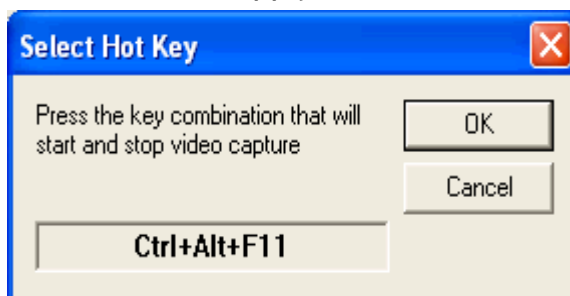 Select Hot Key
Press the key combination that will
start and stop video capture
OK
Cancel
Ctrl+Alt+F11